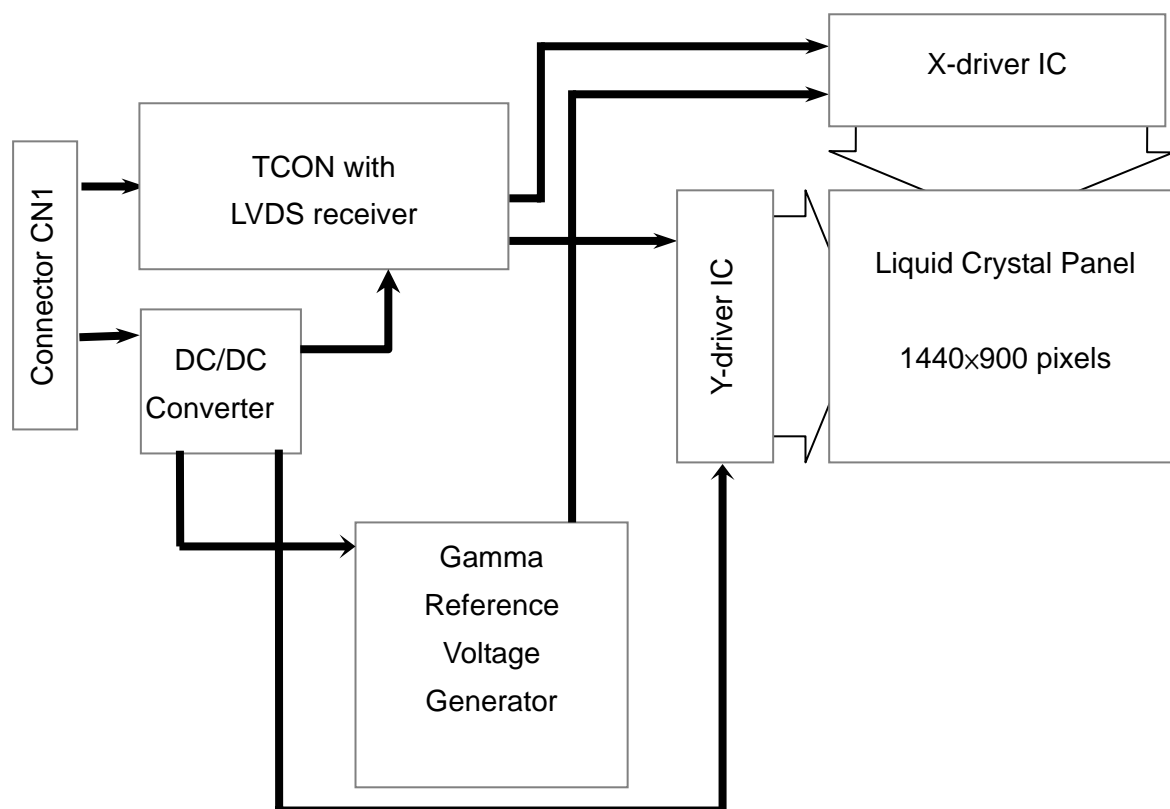 X-driver IC
TCON with
LVDS receiver
Connector CN1
Y-driver IC
Liquid Crystal Panel
1440×900 pixels
DC/DC
Converter
Gamma
Reference
Voltage
Generator